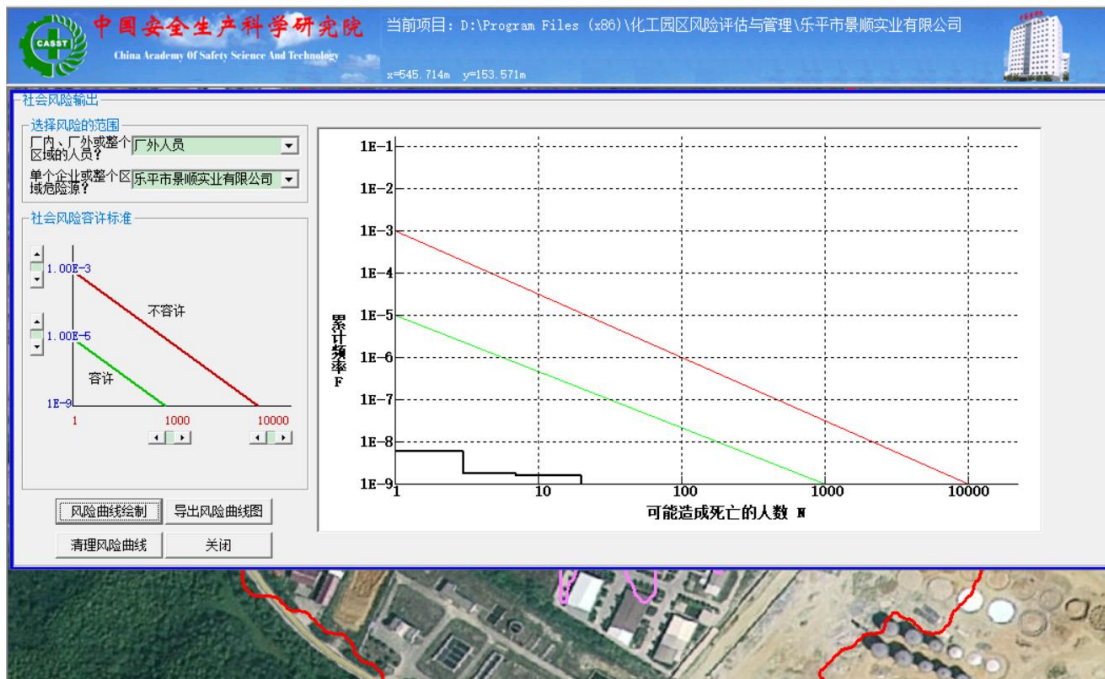 中国安全生产科学研究院
CASST
China Academy Of Safety Science And Technology
当前项目: D:\Program Files (x86)\化工园区风险评估与管理\乐平市景顺实业有限公司
x=545.714m y=153.571m
社会风险输出
选择风险的范围
厂内、厂外或整个
区域的人员?
厂外人员
单个企业或整个区
域危险源?
乐平市景顺实业有限公司
社会风险容许标准
1.00E-3
不容许
1.00E-5
容许
1E-9
1
1000
10000
风险曲线绘制
导出风险曲线图
清理风险曲线
关闭
1E-1
1E-2
1E-3
1E-4
1E-5
1E-6
1E-7
1E-8
1E-9
累计频率 F
1
10
100
1000
10000
可能造成死亡的人数 N